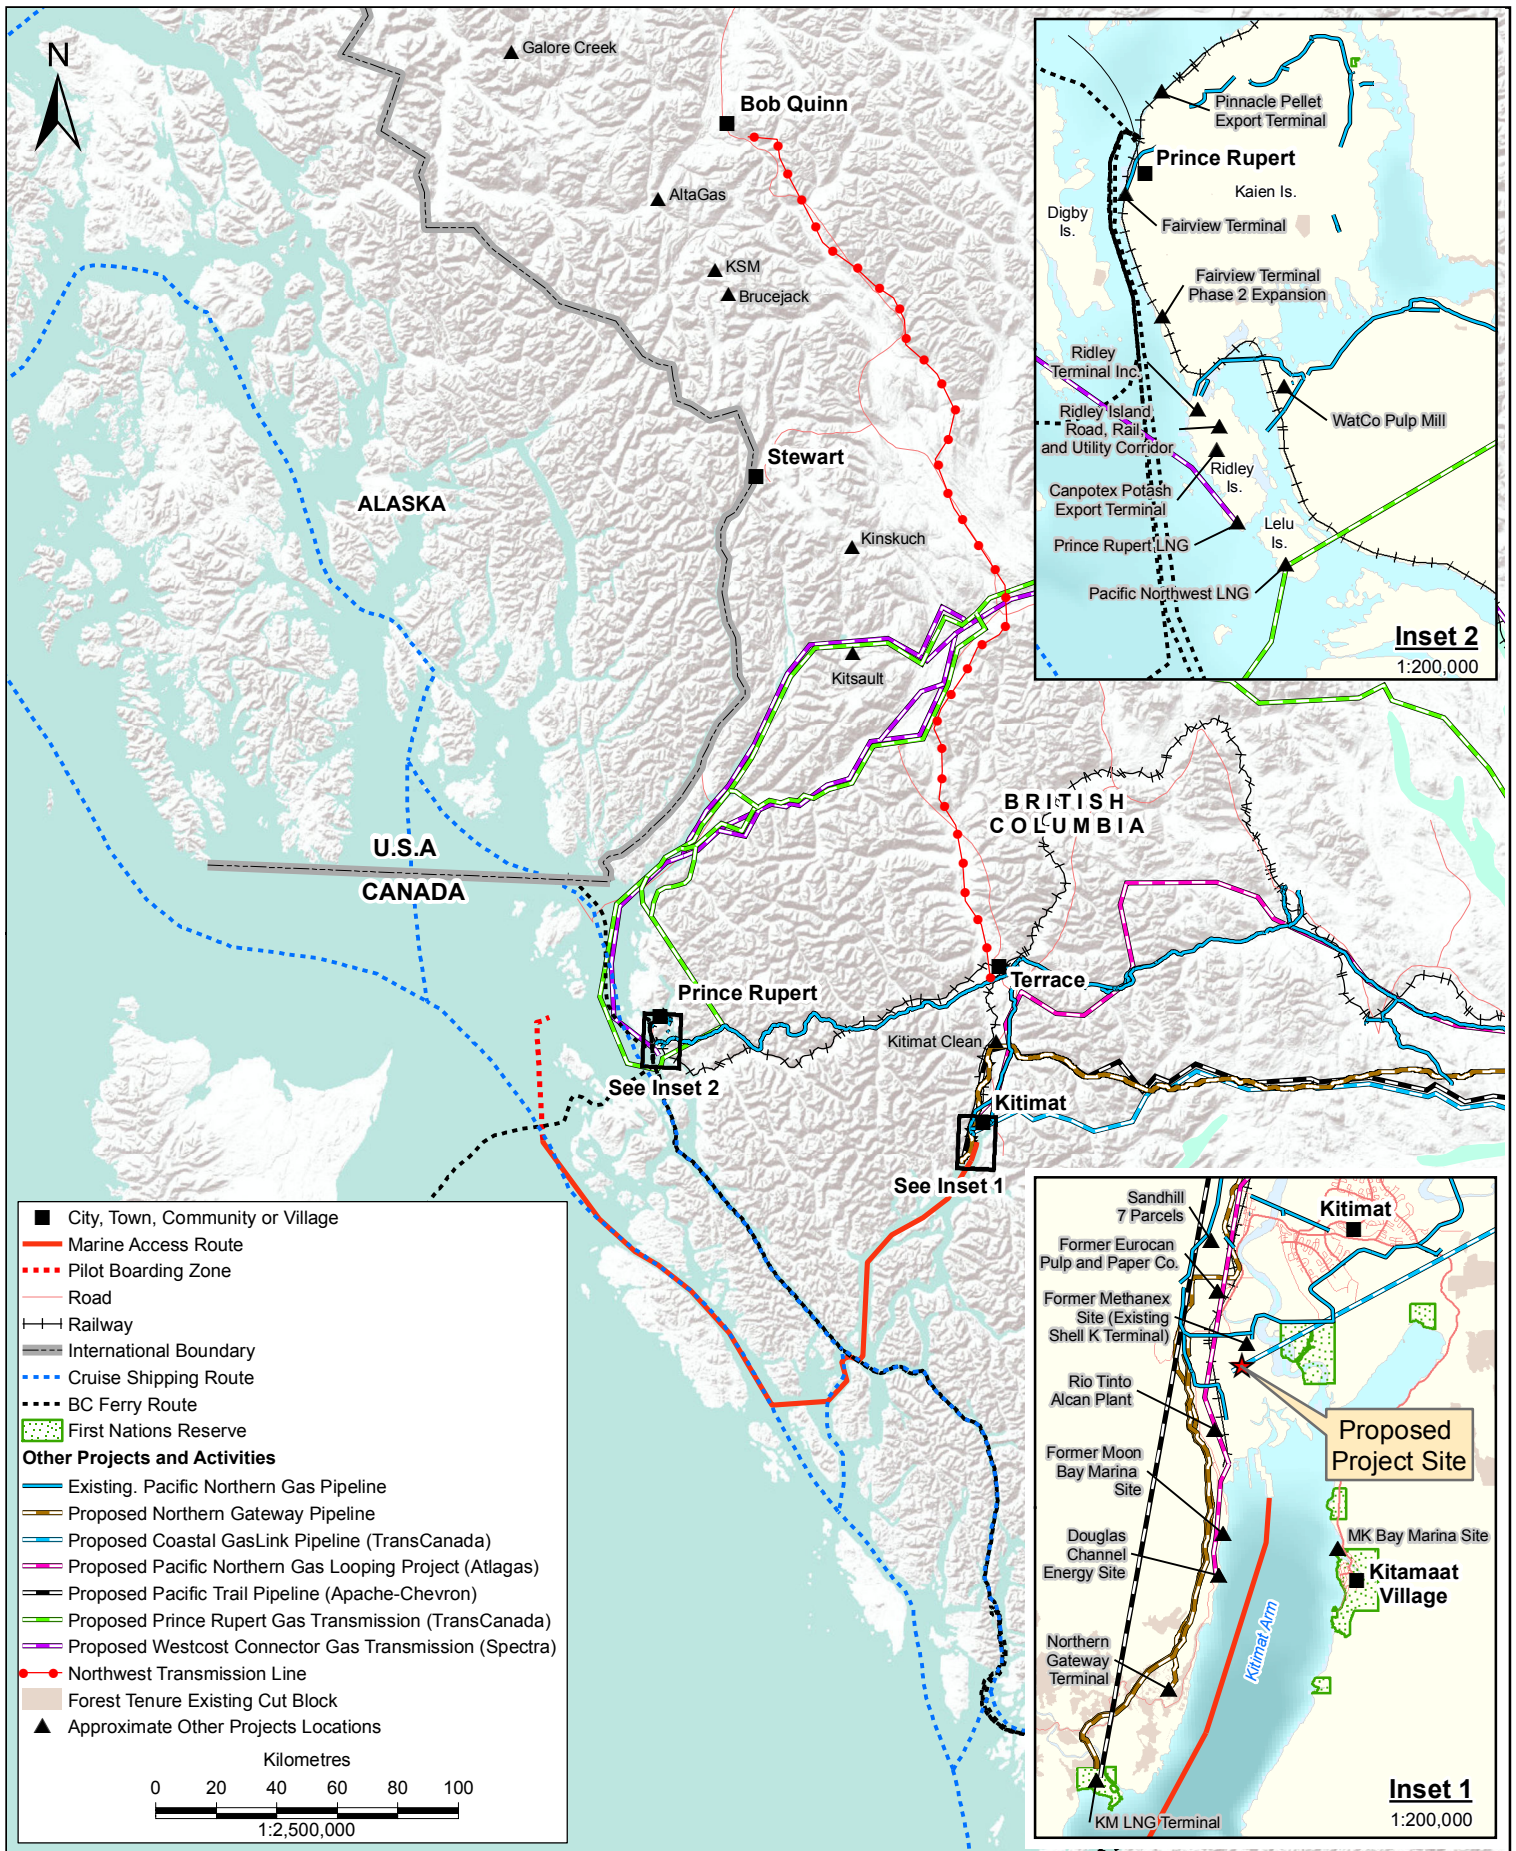 N
Galore Creek
Bob Quinn
AltaGas
KSM
Brucejack
Stewart
ALASKA
Kinskuch
Kitsault
BRITISH
COLUMBIA
U.S.A
CANADA
Prince Rupert
Terrace
Kitimat Clean
See Inset 2
Kitimat
See Inset 1
Pinnacle Pellet
Export Terminal
Prince Rupert
Kaien Is.
Digby
Is.
Fairview Terminal
Fairview Terminal
Phase 2 Expansion
Ridley
Terminal Inc.
WatCo Pulp Mill
Ridley Island
Road, Rail,
and Utility Corridor
Ridley
Is.
Canpotex Potash
Export Terminal
Lelu
Is.
Prince Rupert LNG
Pacific Northwest LNG
Inset 2
1:200,000
Sandhill
7 Parcels
Kitimat
Former Eurocan
Pulp and Paper Co.
Former Methanex
Site (Existing
Shell K Terminal)
Rio Tinto
Alcan Plant
Proposed
Project Site
Former Moon
Bay Marina
Site
Douglas
Channel
Energy Site
MK Bay Marina Site
Kitamaat
Village
Northern
Gateway
Terminal
Kitimat Arm
KM LNG Terminal
Inset 1
1:200,000
City, Town, Community or Village
Marine Access Route
Pilot Boarding Zone
Road
Railway
International Boundary
Cruise Shipping Route
BC Ferry Route
First Nations Reserve
Other Projects and Activities
Existing. Pacific Northern Gas Pipeline
Proposed Northern Gateway Pipeline
Proposed Coastal GasLink Pipeline (TransCanada)
Proposed Pacific Northern Gas Looping Project (Atlagas)
Proposed Pacific Trail Pipeline (Apache-Chevron)
Proposed Prince Rupert Gas Transmission (TransCanada)
Proposed Westcost Connector Gas Transmission (Spectra)
Northwest Transmission Line
Forest Tenure Existing Cut Block
Approximate Other Projects Locations
Kilometres
0 20 40 60 80 100
1:2,500,000